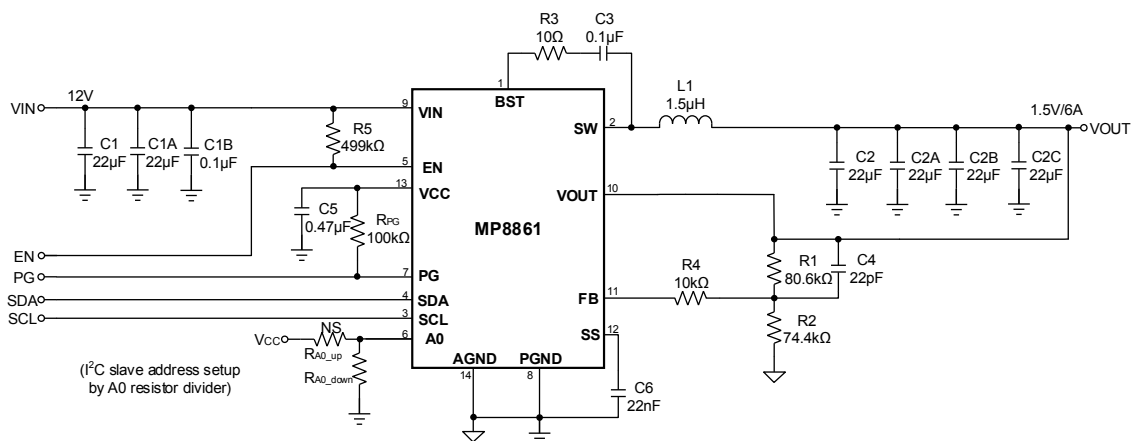 R3
10Ω
C3
0.1µF
1
BST
VIN
12V
9
VIN
C1
22µF
C1A
22µF
C1B
0.1µF
R5
499kΩ
5
EN
13
VCC
C5
0.47µF
RPG
100kΩ
EN
PG
7
PG
SDA
4
SDA
SCL
3
SCL
VCC
NS
6
A0
RA0_up
RA0_down
(I²C slave address setup
by A0 resistor divider)
MP8861
AGND
14
PGND
8
SW
2
L1
1.5µH
1.5V/6A
VOUT
C2
22µF
C2A
22µF
C2B
22µF
C2C
22µF
VOUT
10
R1
80.6kΩ
C4
22pF
FB
11
R4
10kΩ
R2
74.4kΩ
SS
12
C6
22nF